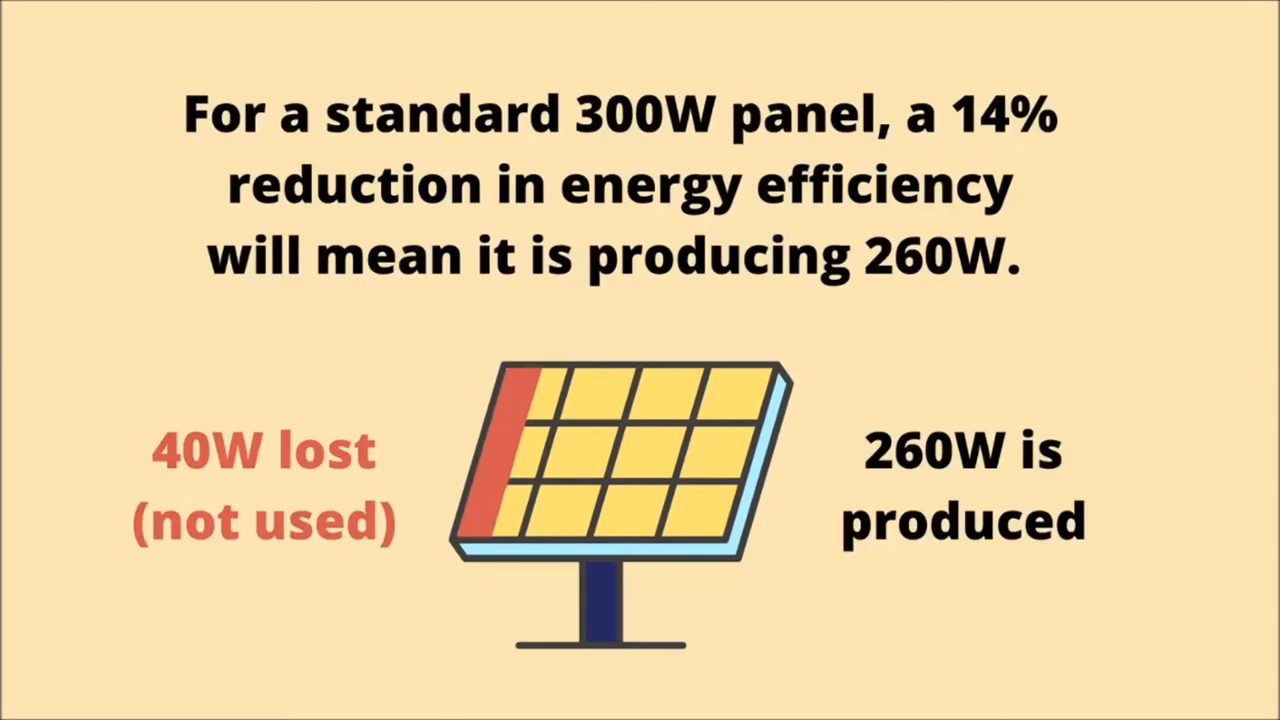 For a standard 300W panel, a 14%
reduction in energy efficiency
will mean it is producing 260W.
40W lost
(not used)
260W is
produced